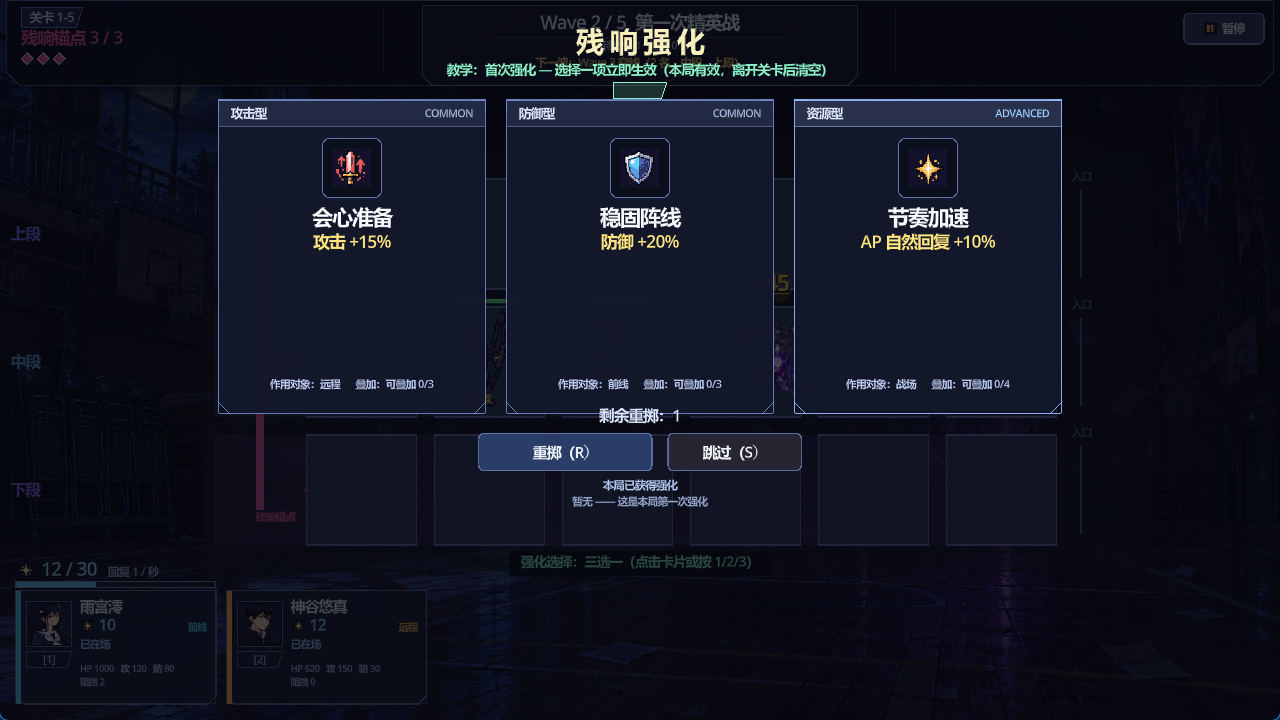 关卡 1-5
残响锚点 3 / 3
Wave 2 / 5 第一次精英战
暂停
残响强化
教学：首次强化 — 选择一项立即生效（本局有效，离开关卡后清空）
攻击型 COMMON
会心准备
攻击 +15%
作用对象：远程 叠加：可叠加 0/3
防御型 COMMON
稳固阵线
防御 +20%
作用对象：前线 叠加：可叠加 0/3
资源型 ADVANCED
节奏加速
AP 自然回复 +10%
作用对象：战场 叠加：可叠加 0/4
上段
中段
下段
入口
入口
入口
残响锚点
剩余重掷：1
重掷（R）
跳过（S）
本局已获得强化
暂无 —— 这是本局第一次强化
强化选择：三选一（点击卡片或按 1/2/3）
12 / 30 回复 1 / 秒
雨宫澪
10 前线
已在场
[1]
HP 1000 攻 120 防 80
阻挡 2
神谷悠真
12 远程
已在场
[2]
HP 620 攻 150 防 30
阻挡 0